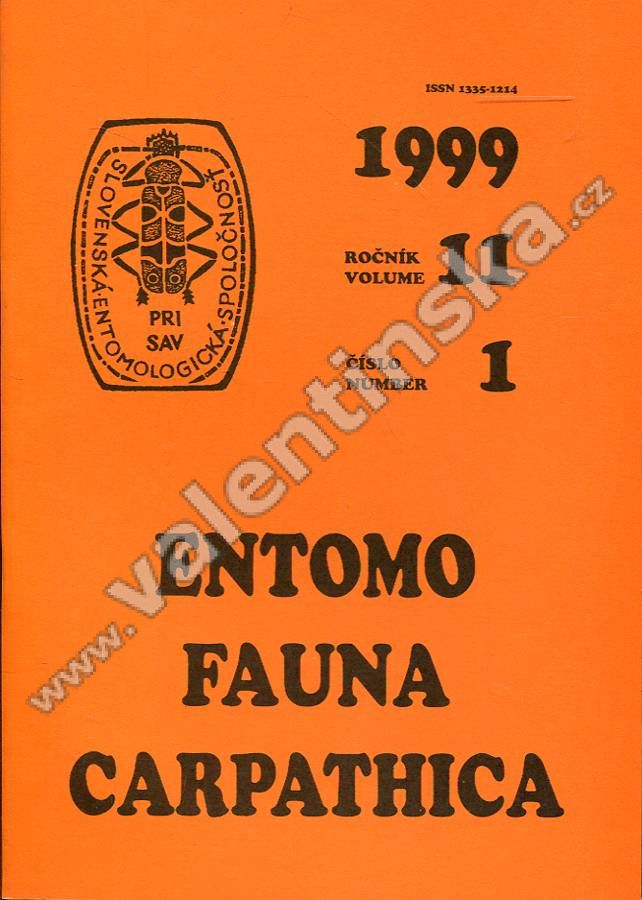 ISSN 1335-1214
1999
ROČNÍK 11
VOLUME
ČÍSLO 1
NUMBER
SLOVENSKÁ·ENTOMOLOGICKÁ·SPOLOČNOSŤ
PRI
SAV
ENTOMO
FAUNA
CARPATHICA
www.valentinska.cz